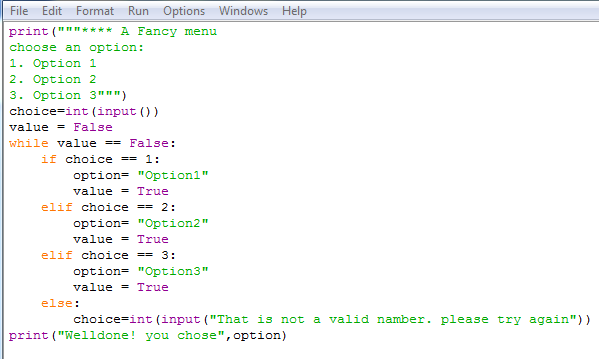 File Edit Format Run Options Windows Help
print("""**** A Fancy menu
choose an option:
1. Option 1
2. Option 2
3. Option 3""")
choice=int(input())
value = False
while value == False:
    if choice == 1:
        option= "Option1"
        value = True
    elif choice == 2:
        option= "Option2"
        value = True
    elif choice == 3:
        option= "Option3"
        value = True
    else:
        choice=int(input("That is not a valid namber. please try again"))
print("Welldone! you chose",option)